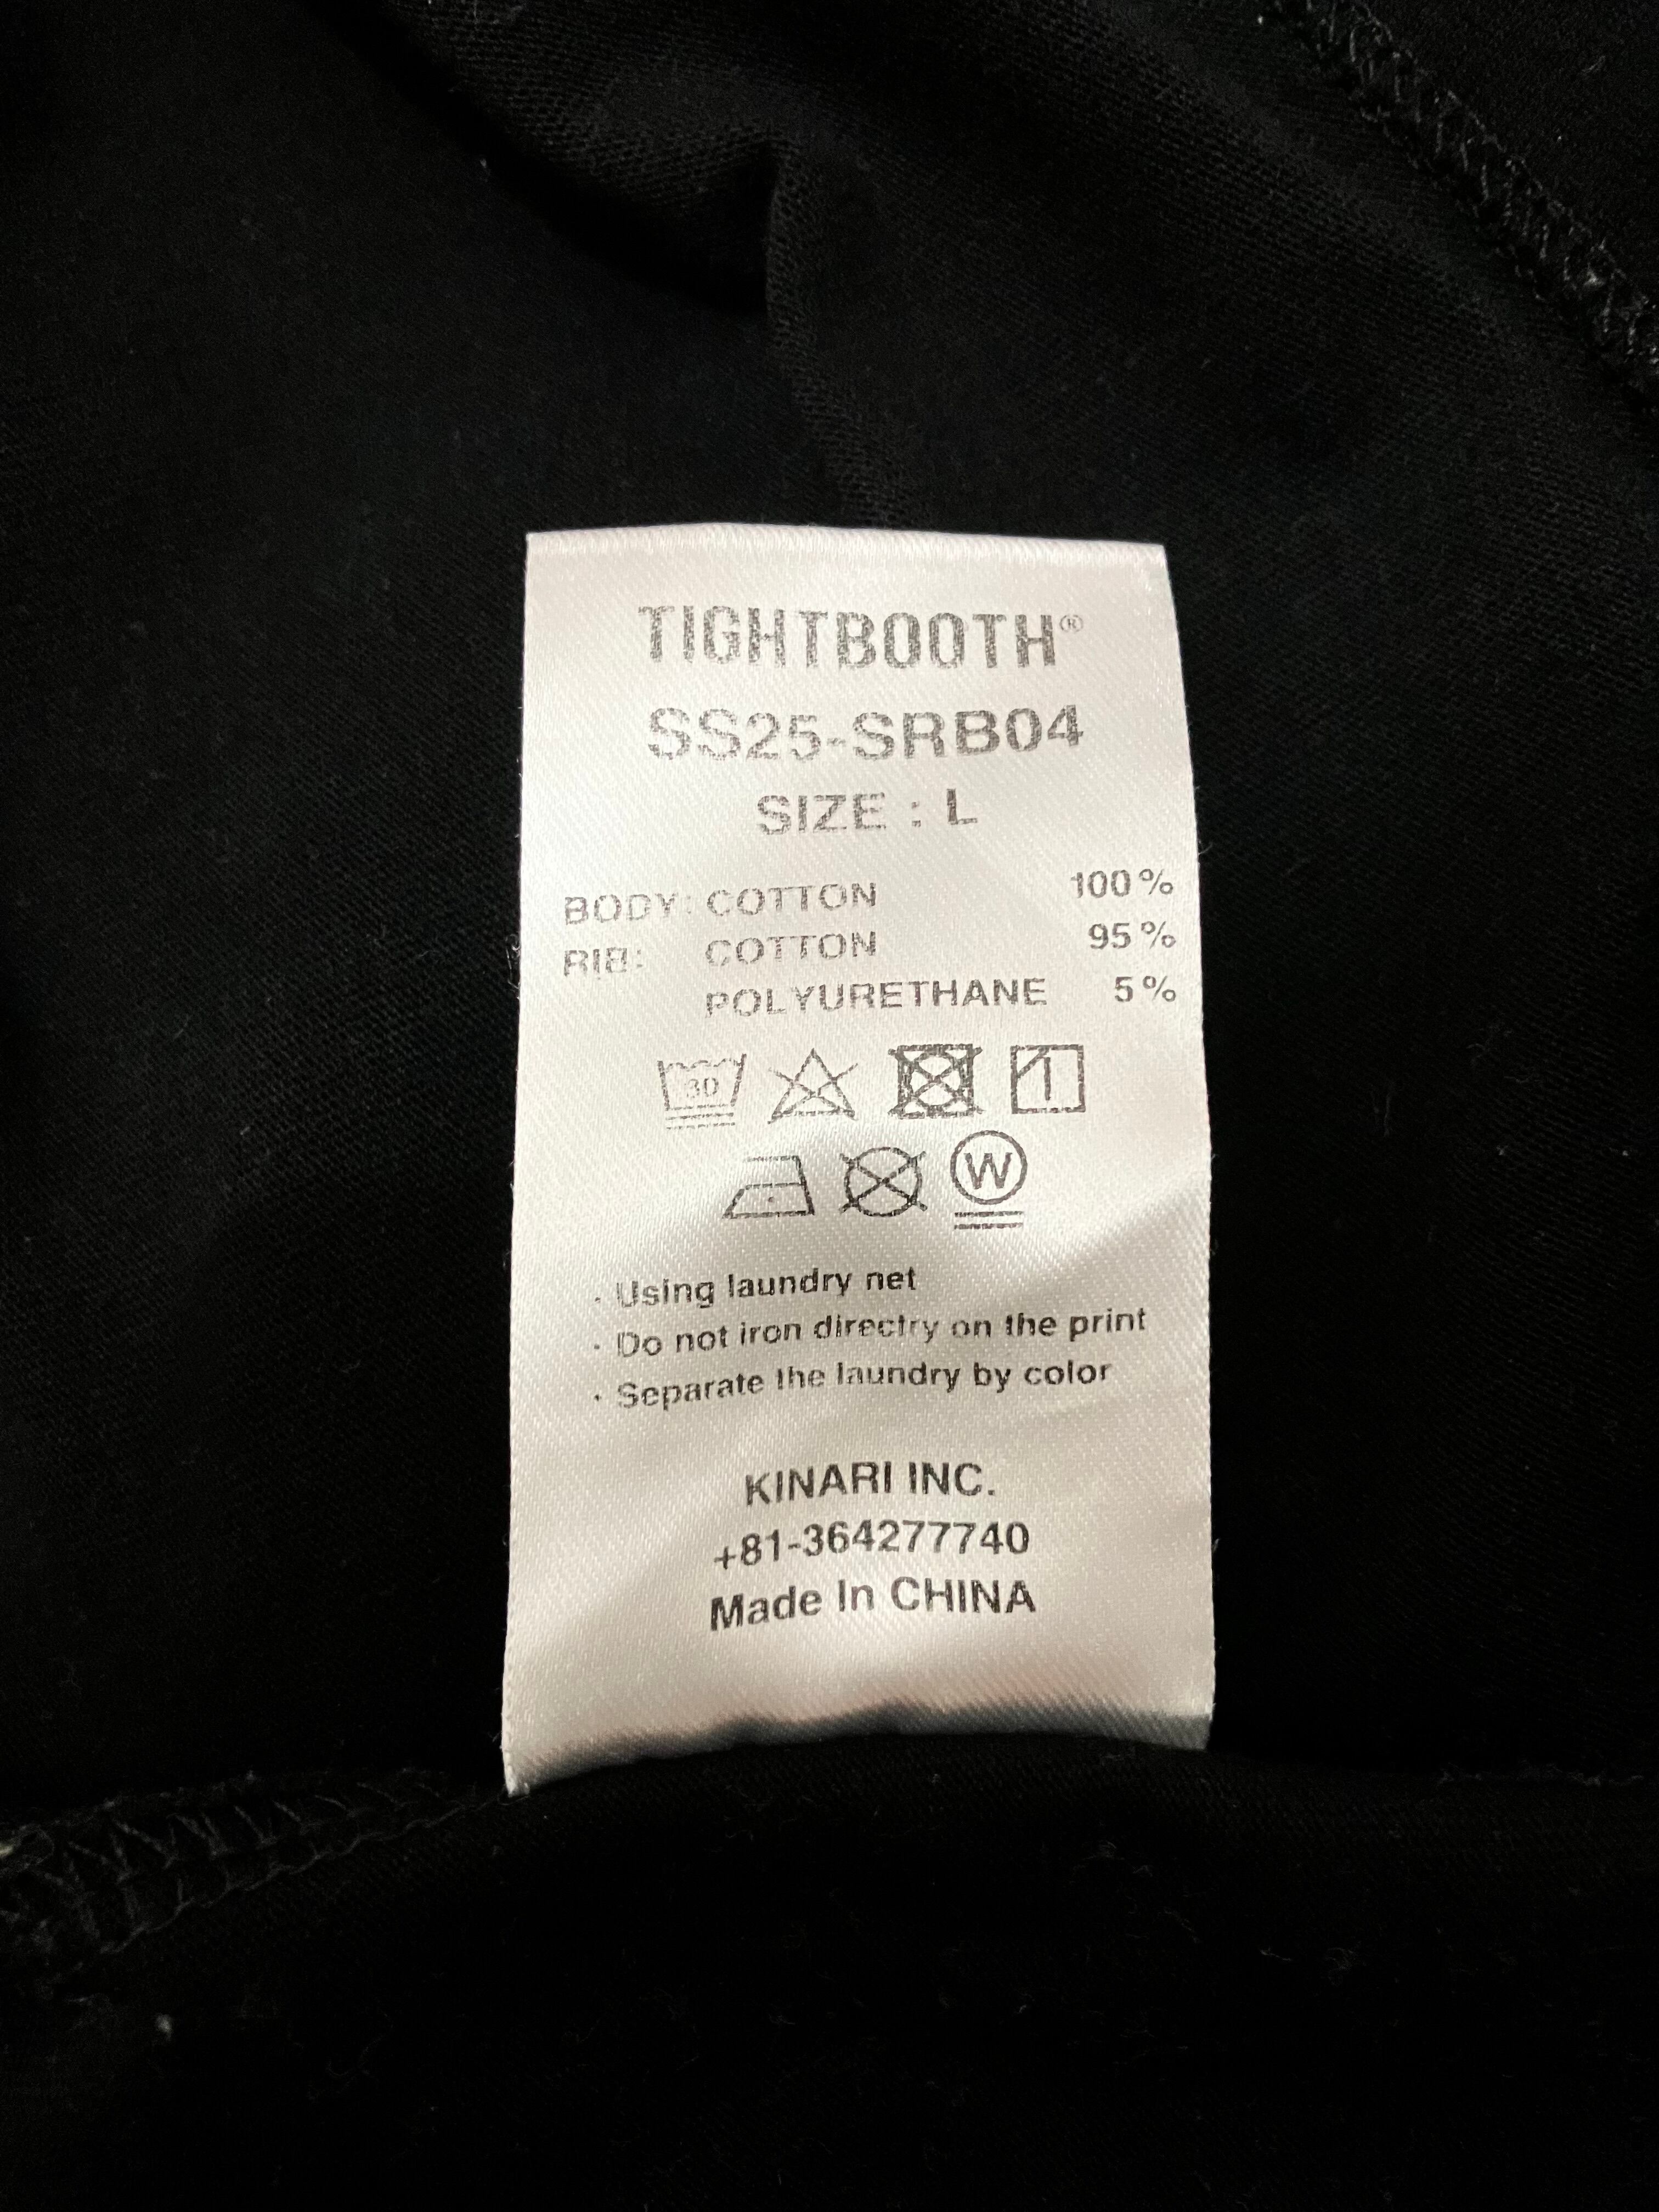 TIGHTBOOTH®
SS25-SRB04
SIZE : L
BODY: COTTON 100%
RIB: COTTON 95%
POLYURETHANE 5%
30
W
· Using laundry net
· Do not iron directry on the print
· Separate the laundry by color
KINARI INC.
+81-364277740
Made In CHINA